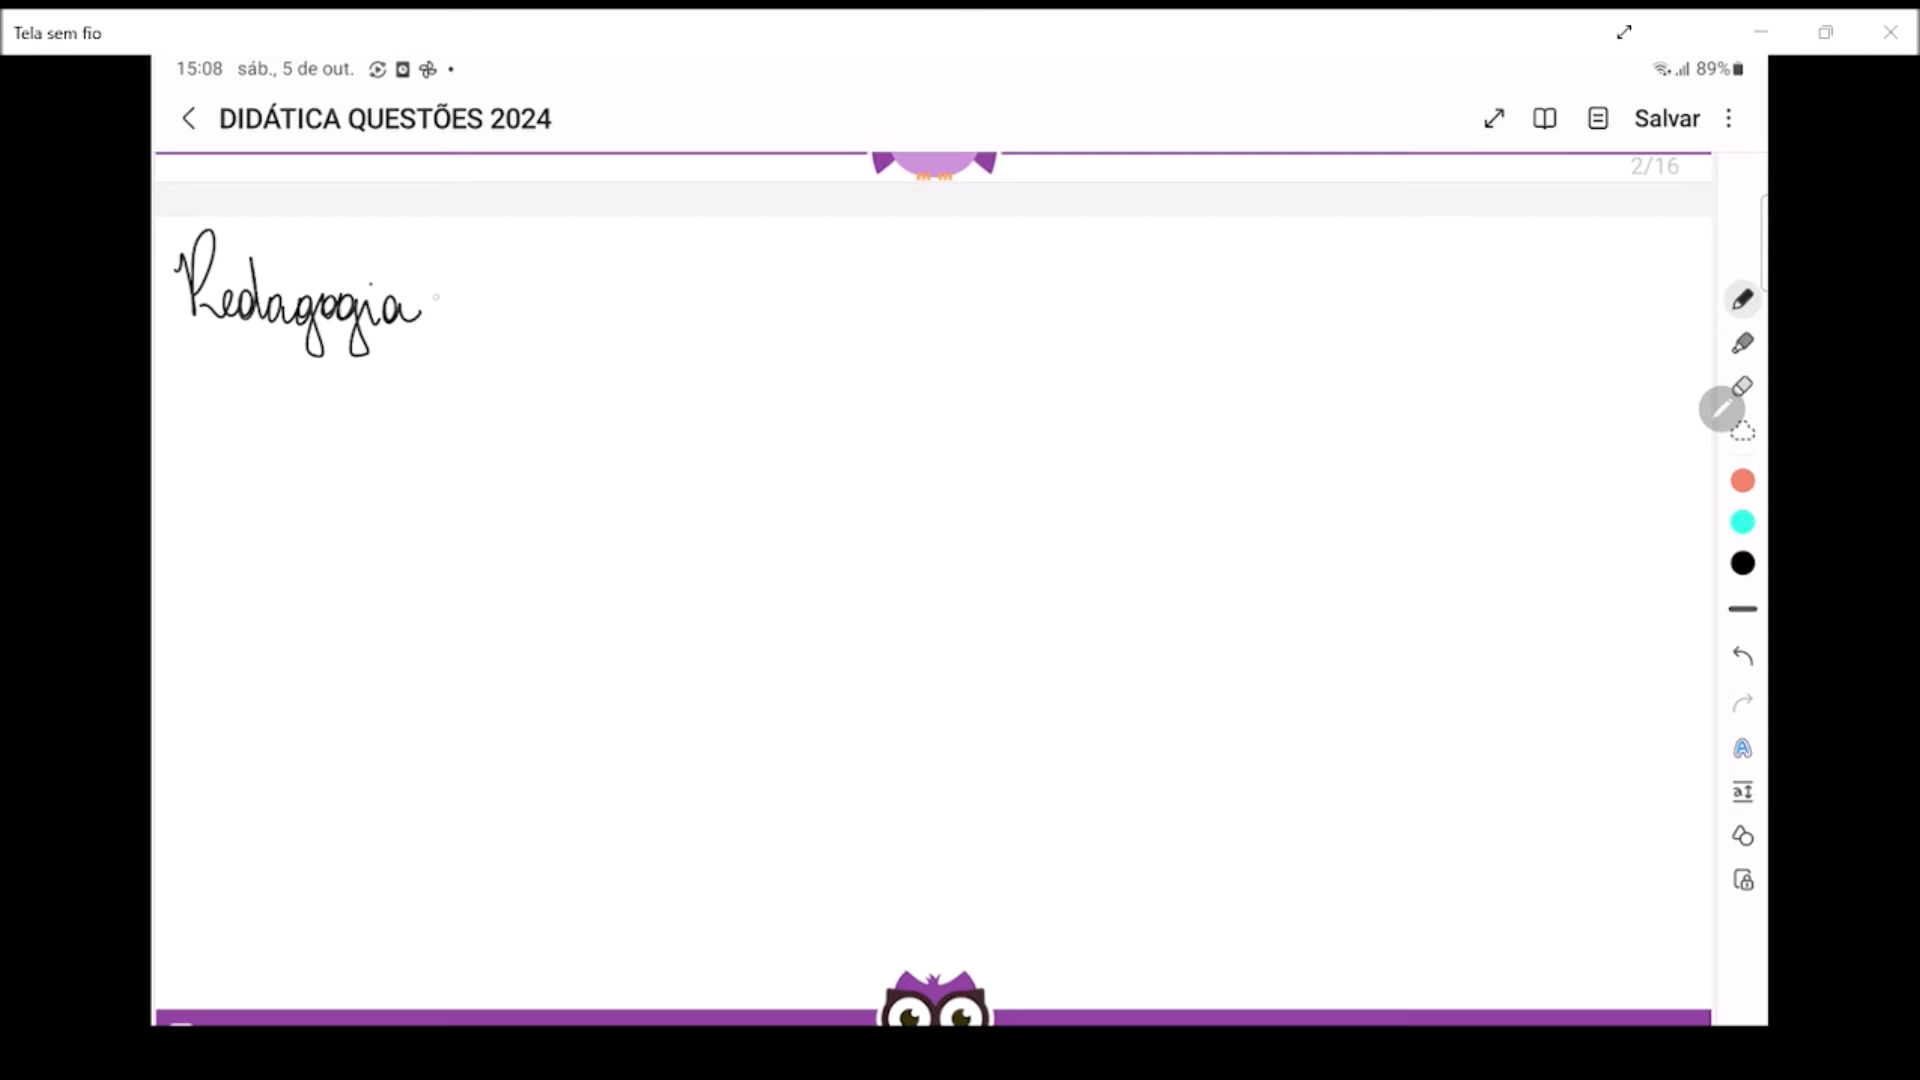 Tela sem fio
15:08 sáb., 5 de out.
89%
DIDÁTICA QUESTÕES 2024
Salvar
2/16
Pedagogia